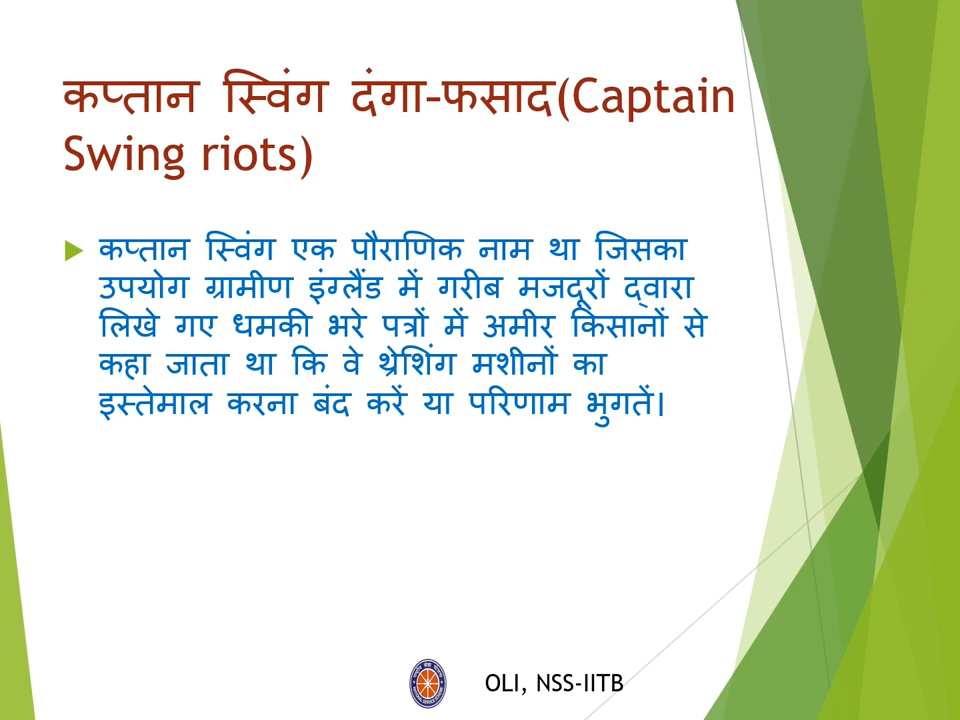 कप्तान स्विंग दंगा-फसाद(Captain
Swing riots)
कप्तान स्विंग एक पौराणिक नाम था जिसका
उपयोग ग्रामीण इंग्लैंड में गरीब मजदूरों द्वारा
लिखे गए धमकी भरे पत्रों में अमीर किसानों से
कहा जाता था कि वे थ्रेशिंग मशीनों का
इस्तेमाल करना बंद करें या परिणाम भुगतें।
OLI, NSS-IITB